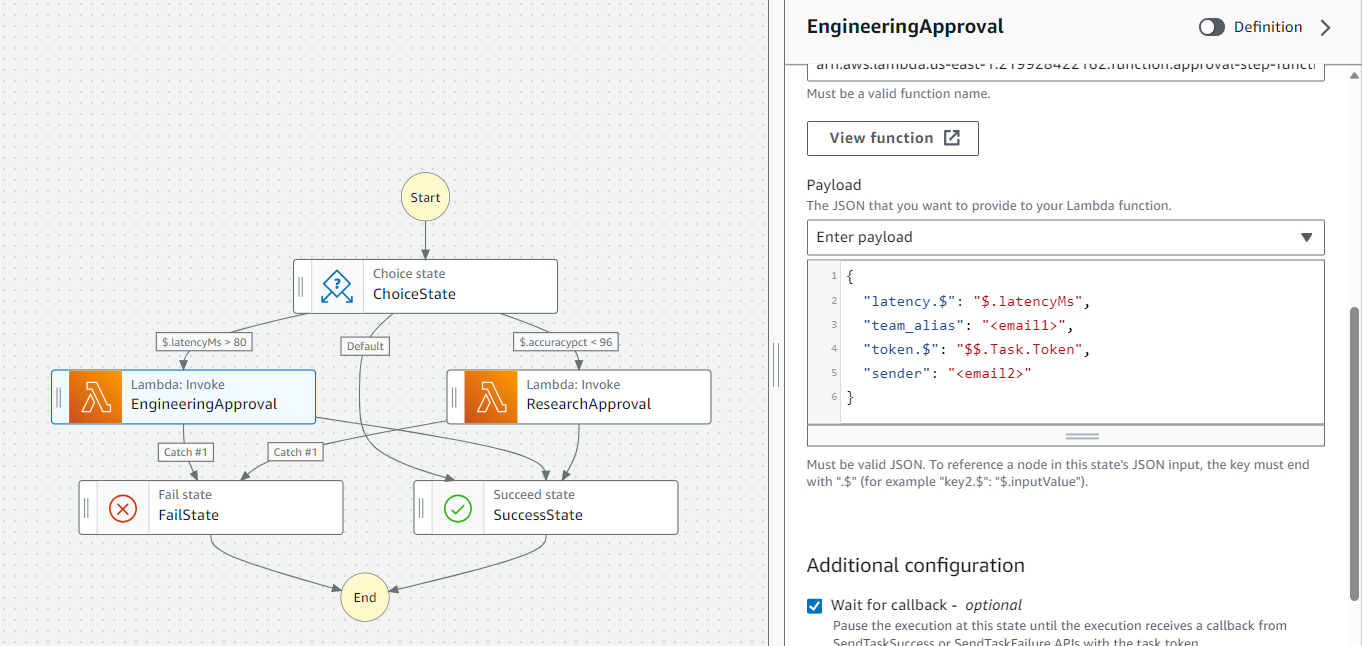 Start
Choice state
ChoiceState
$.latencyMs > 80
Default
$.accuracypct < 96
Lambda: Invoke
EngineeringApproval
Lambda: Invoke
ResearchApproval
Catch #1
Catch #1
Fail state
FailState
Succeed state
SuccessState
End
EngineeringApproval
Definition
arn:aws:lambda:us-east-1:219928422162:function:approval-step-functi
Must be a valid function name.
View function
Payload
The JSON that you want to provide to your Lambda function.
Enter payload
1 {
2 "latency.$": "$.latencyMs",
3 "team_alias": "<email1>",
4 "token.$": "$$.Task.Token",
5 "sender": "<email2>"
6 }
Must be valid JSON. To reference a node in this state's JSON input, the key must end
with ".$" (for example "key2.$": "$.inputValue").
Additional configuration
Wait for callback - optional
Pause the execution at this state until the execution receives a callback from
SendTaskSuccess or SendTaskFailure APIs with the task token